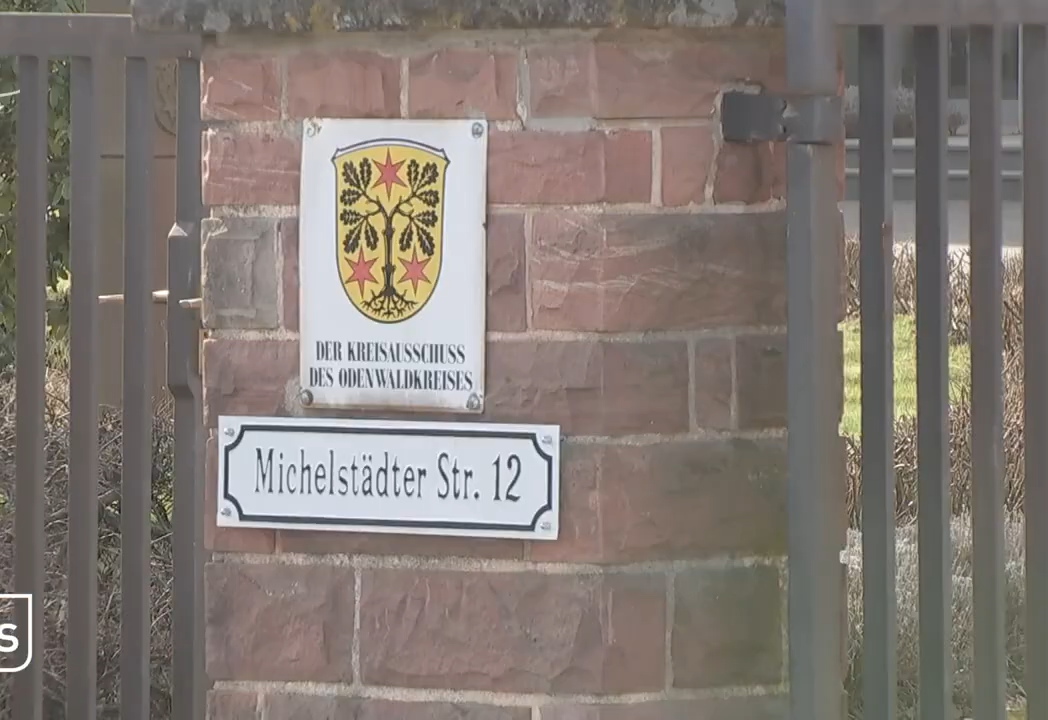 DER KREISAUSSCHUSS
DES ODENWALDKREISES
Michelstädter Str. 12
S